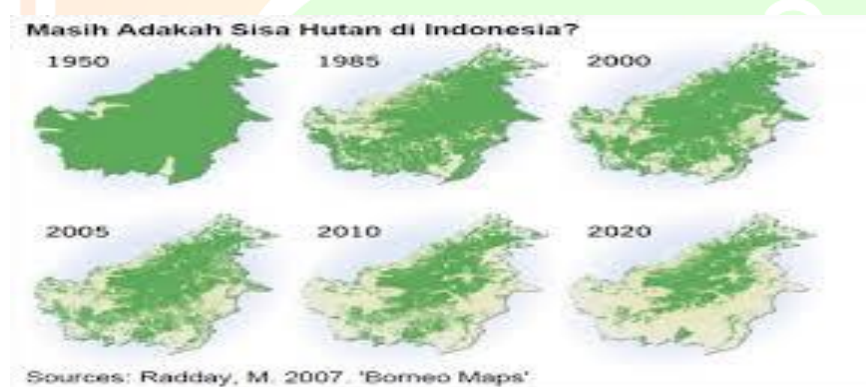 Masih Adakah Sisa Hutan di Indonesia?
1950 1985 2000
2005 2010 2020
Sources: Radday, M. 2007. 'Borneo Maps'